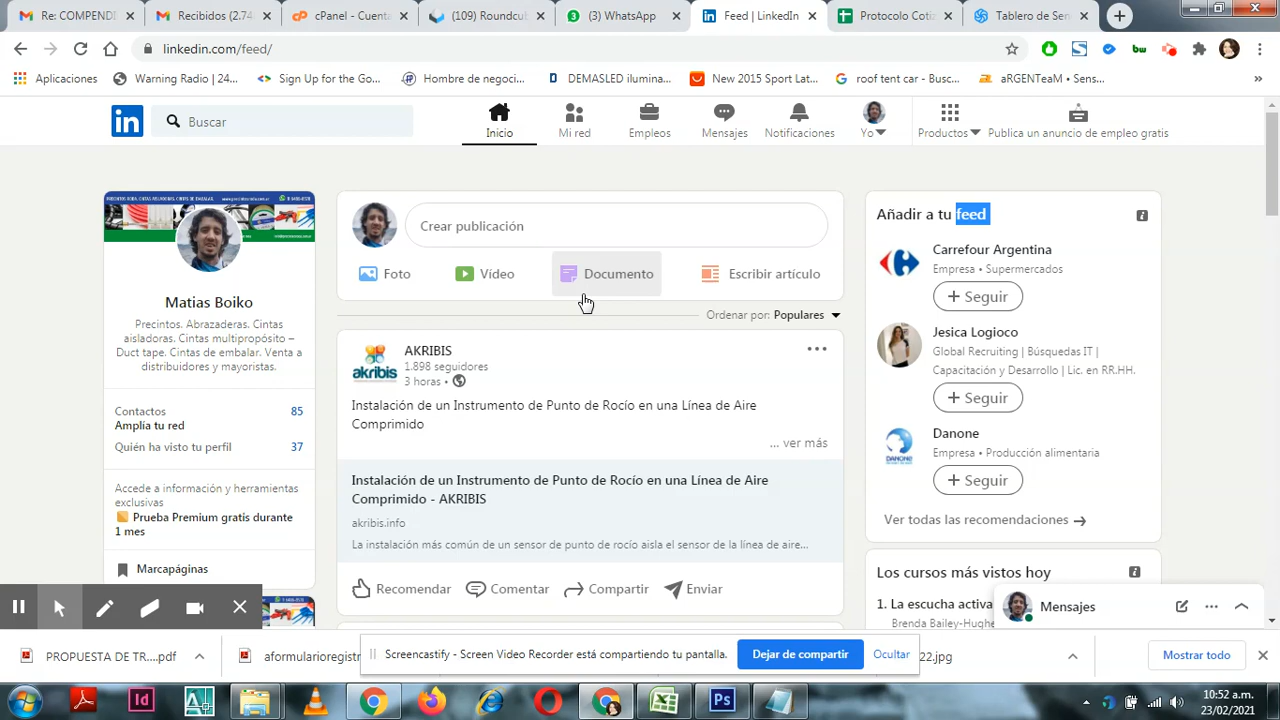 Re: COMPENDI
Recibidos (2.74
cPanel - Cuenta
(109) Roundcu
(3) WhatsApp
Feed | LinkedIn
Protocolo Coti
Tablero de Sen
linkedin.com/feed/
Aplicaciones
Warning Radio | 24...
Sign Up for the Go...
Hombre de negoci...
DEMASLED ilumina...
New 2015 Sport Lat...
roof tent car - Busc...
aRGENTeaM • Sens...
Buscar
Inicio
Mi red
Empleos
Mensajes
Notificaciones
Yo
Productos
Publica un anuncio de empleo gratis
Matias Boiko
Precintos. Abrazaderas. Cintas
aisladoras. Cintas multipropósito –
Duct tape. Cintas de embalar. Venta a
distribuidores y mayoristas.
Contactos 85
Amplía tu red
Quién ha visto tu perfil 37
Accede a información y herramientas
exclusivas
Prueba Premium gratis durante
1 mes
Marcapáginas
Crear publicación
Foto
Vídeo
Documento
Escribir artículo
Ordenar por: Populares
AKRIBIS
1.898 seguidores
3 horas •
Instalación de un Instrumento de Punto de Rocío en una Línea de Aire
Comprimido
... ver más
Instalación de un Instrumento de Punto de Rocío en una Línea de Aire
Comprimido - AKRIBIS
akribis.info
La instalación más común de un sensor de punto de rocío aisla el sensor de la línea de aire...
Recomendar
Comentar
Compartir
Enviar
Añadir a tu feed
Carrefour Argentina
Empresa • Supermercados
+ Seguir
Jesica Logioco
Global Recruiting | Búsquedas IT |
Capacitación y Desarrollo | Lic. en RR.HH.
+ Seguir
Danone
Empresa • Producción alimentaria
+ Seguir
Ver todas las recomendaciones
Los cursos más vistos hoy
1. La escucha activa
Brenda Bailey-Hughe
Mensajes
PROPUESTA DE TR....pdf
aformularioregistr
Screencastify - Screen Video Recorder está compartiendo tu pantalla.
Dejar de compartir
Ocultar
22.jpg
Mostrar todo
10:52 a.m.
23/02/2021